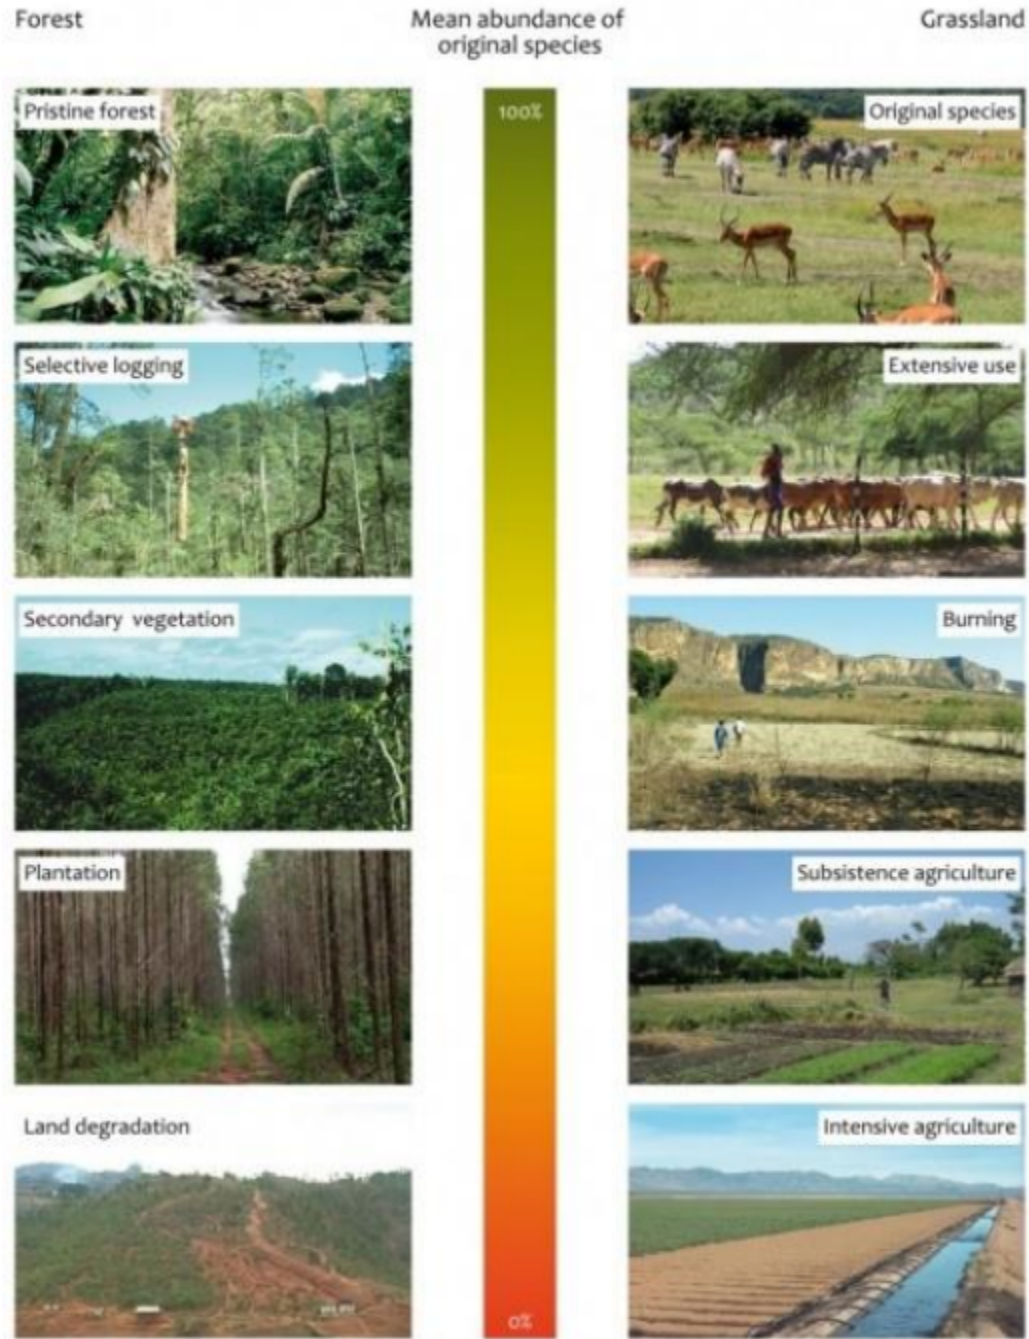 Forest
Mean abundance of
original species
Grassland
Pristine forest
100%
Original species
Selective logging
Extensive use
Secondary vegetation
Burning
Plantation
Subsistence agriculture
Land degradation
Intensive agriculture
0%